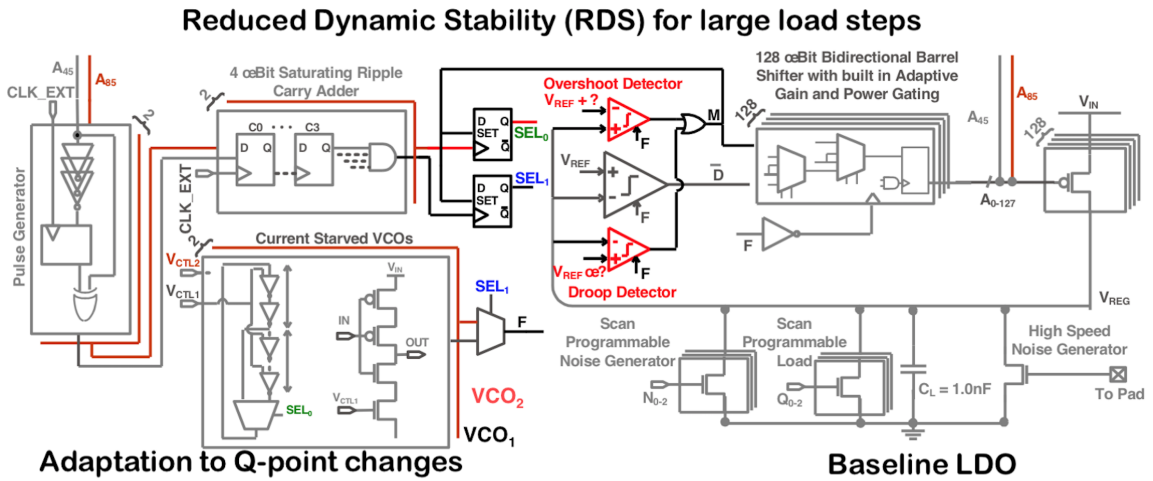 Reduced Dynamic Stability (RDS) for large load steps
A45
A85
CLK_EXT
2
Pulse Generator
2
4 œBit Saturating Ripple
Carry Adder
C0 ··· C3
D Q
D Q
CLK_EXT
D Q
SET
Q
SEL0
D Q
SET
Q
SEL1
Overshoot Detector
VREF + ?
M
F
VREF
D
F
VREF œ?
F
Droop Detector
128 œBit Bidirectional Barrel
Shifter with built in Adaptive
Gain and Power Gating
128
F
A45
A85
A0-127
128
VIN
VREG
2
Current Starved VCOs
VCTL2
VCTL1
SEL0
VIN
IN
OUT
VCTL1
SEL1
F
VCO2
VCO1
Scan
Programmable
Noise Generator
N0-2
Scan
Programmable
Load
Q0-2
CL = 1.0nF
High Speed
Noise Generator
To Pad
Adaptation to Q-point changes
Baseline LDO